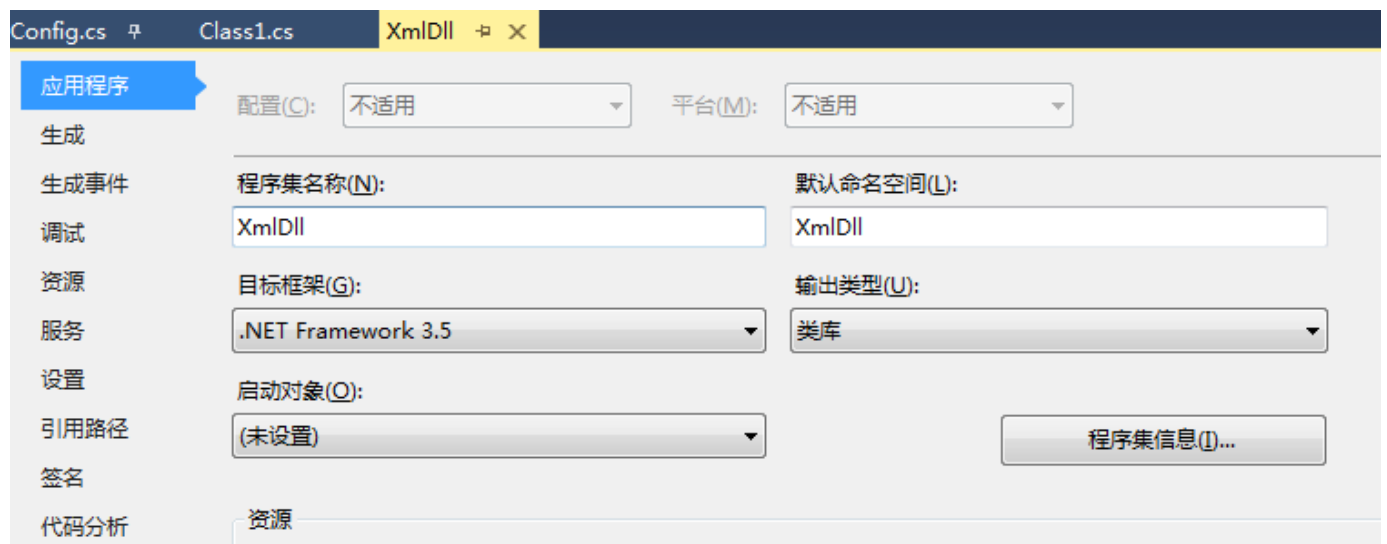 Config.cs Class1.cs XmlDll
应用程序
配置(C): 不适用 平台(M): 不适用
生成
生成事件
程序集名称(N): 默认命名空间(L):
调试
XmlDll XmlDll
资源
目标框架(G): 输出类型(U):
服务
.NET Framework 3.5 类库
设置
启动对象(O):
引用路径
(未设置) 程序集信息(I)...
签名
代码分析
资源